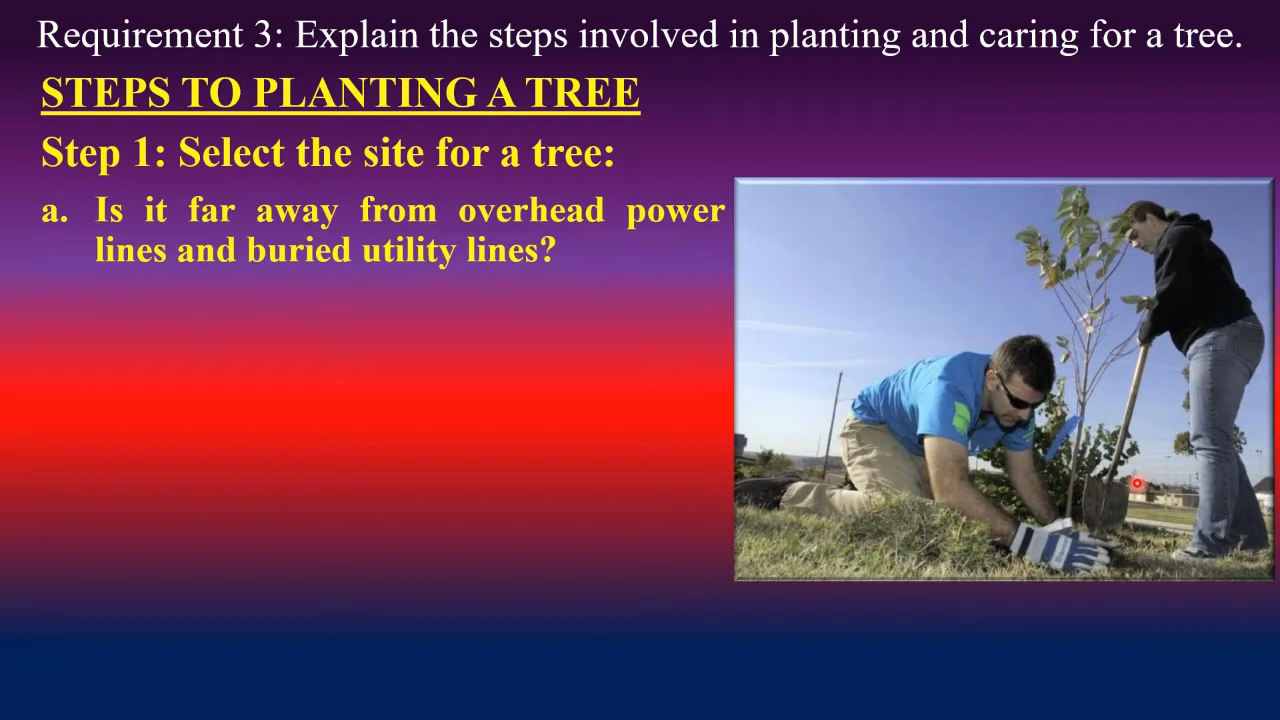 Requirement 3: Explain the steps involved in planting and caring for a tree.
STEPS TO PLANTING A TREE
Step 1: Select the site for a tree:
a. Is it far away from overhead power
lines and buried utility lines?